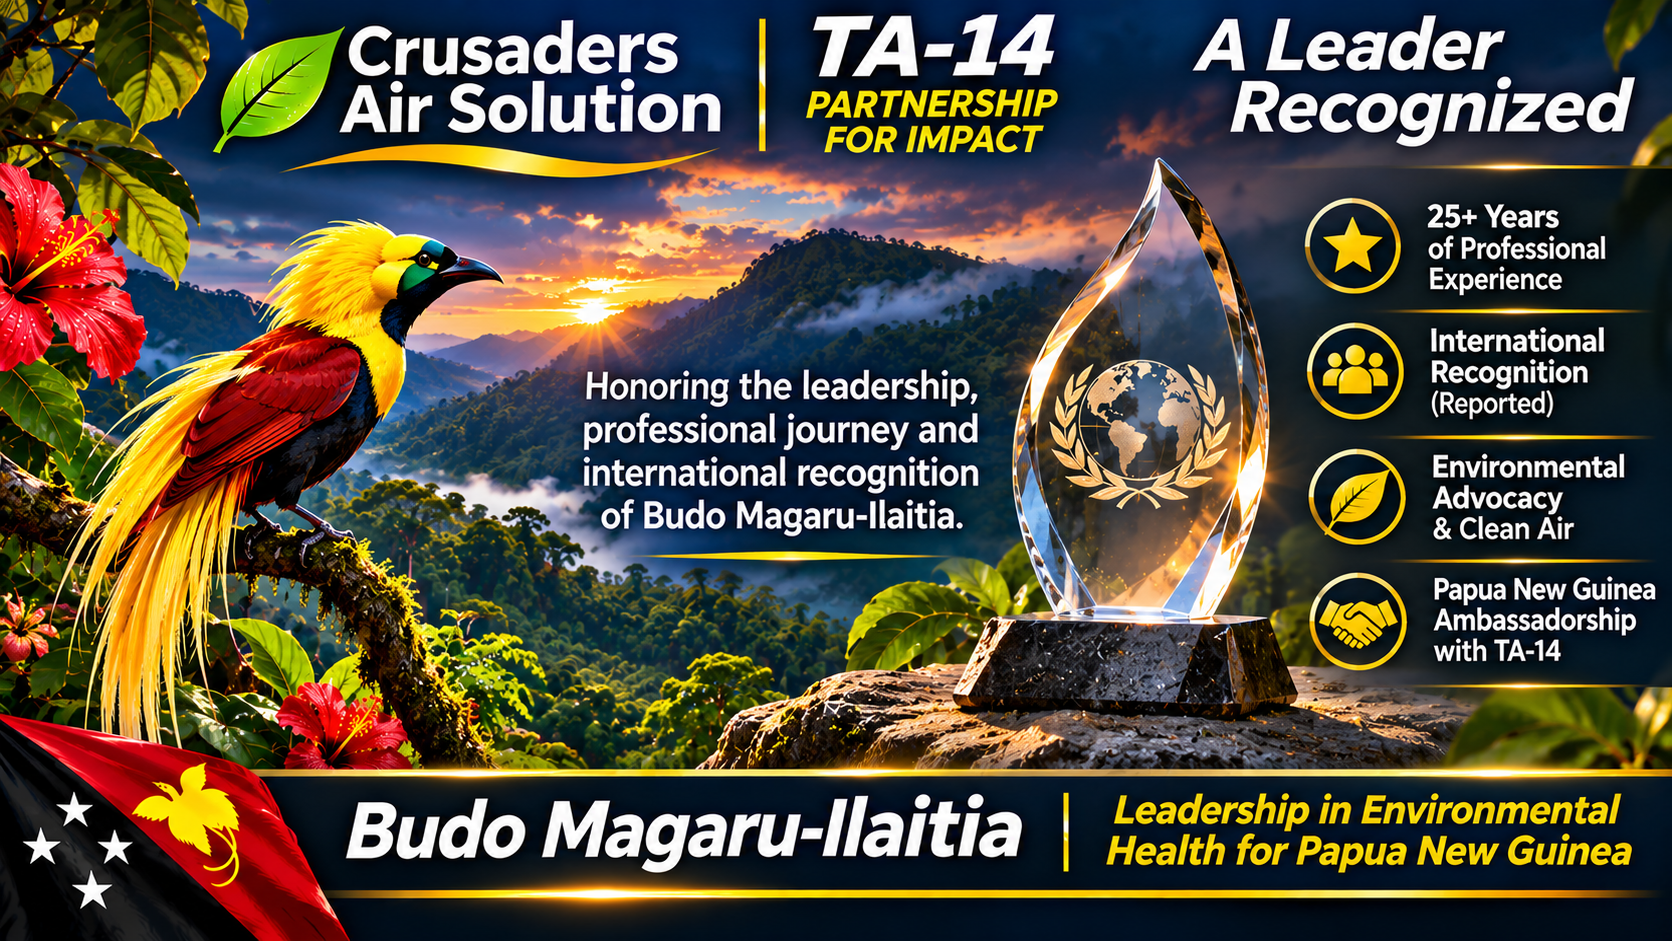 Crusaders
Air Solution
TA-14
PARTNERSHIP
FOR IMPACT
A Leader
Recognized
Honoring the leadership,
professional journey and
international recognition
of Budo Magaru-Ilaitia.
25+ Years
of Professional
Experience
International
Recognition
(Reported)
Environmental
Advocacy
& Clean Air
Papua New Guinea
Ambassadorship
with TA-14
Budo Magaru-Ilaitia
Leadership in Environmental
Health for Papua New Guinea